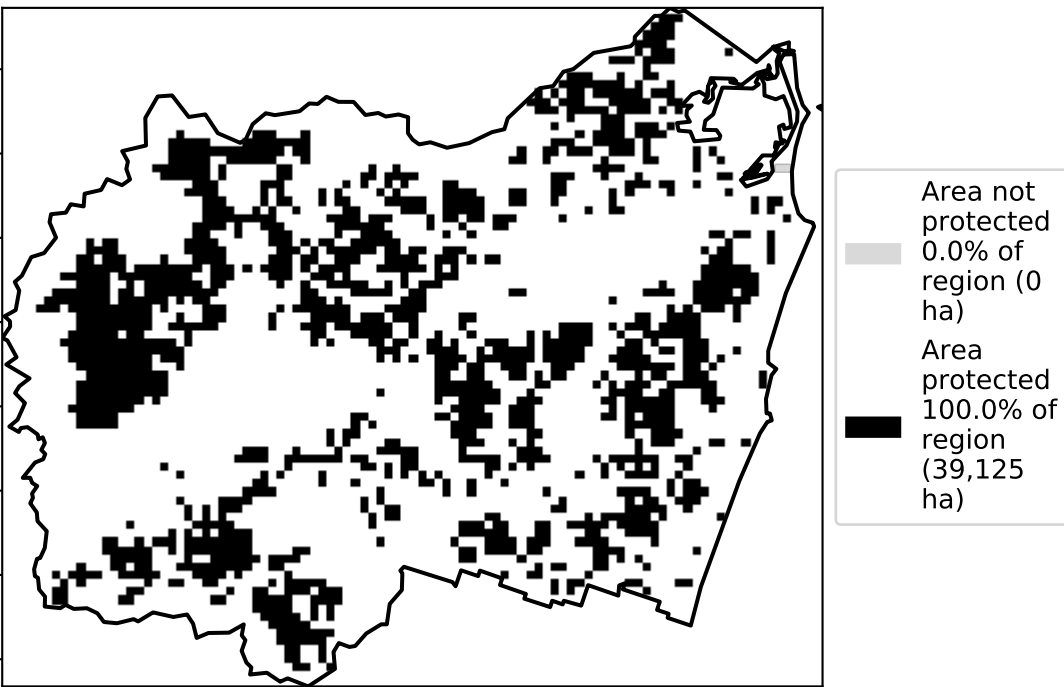 Area not
protected
0.0% of
region (0
ha)
Area
protected
100.0% of
region
(39,125
ha)